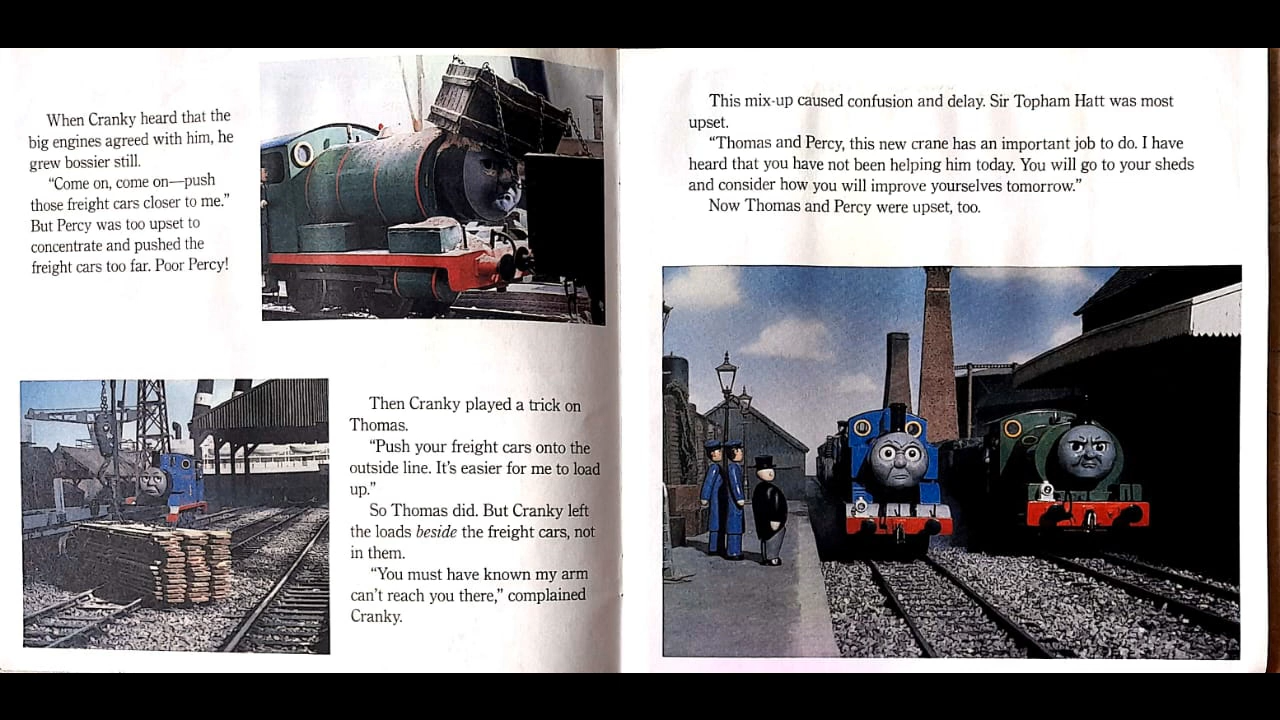 When Cranky heard that the
big engines agreed with him, he
grew bossier still.
"Come on, come on—push
those freight cars closer to me."
But Percy was too upset to
concentrate and pushed the
freight cars too far. Poor Percy!
Then Cranky played a trick on
Thomas.
"Push your freight cars onto the
outside line. It's easier for me to load
up."
So Thomas did. But Cranky left
the loads beside the freight cars, not
in them.
"You must have known my arm
can't reach you there," complained
Cranky.
This mix-up caused confusion and delay. Sir Topham Hatt was most
upset.
"Thomas and Percy, this new crane has an important job to do. I have
heard that you have not been helping him today. You will go to your sheds
and consider how you will improve yourselves tomorrow."
Now Thomas and Percy were upset, too.